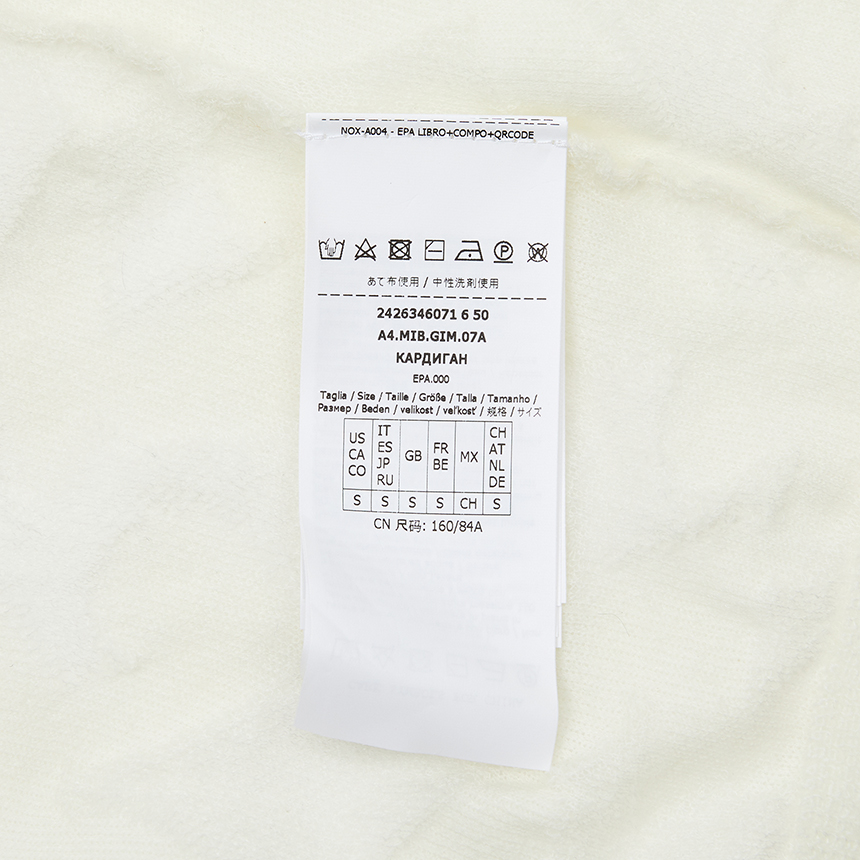 NOX-A004 - EPA LIBRO+COMPO+QRCODE
P
W
あて布使用 / 中性洗剤使用
2426346071 6 50
A4.MIB.GIM.07A
КАРДИГАН
EPA.000
Taglia / Size / Taille / Größe / Talla / Tamanho /
Размер / Beden / velikost / veľkosť / 规格 / サイズ
US CA CO IT ES JP RU GB FR BE MX CH AT NL DE
S S S S CH S
CN 尺码: 160/84A